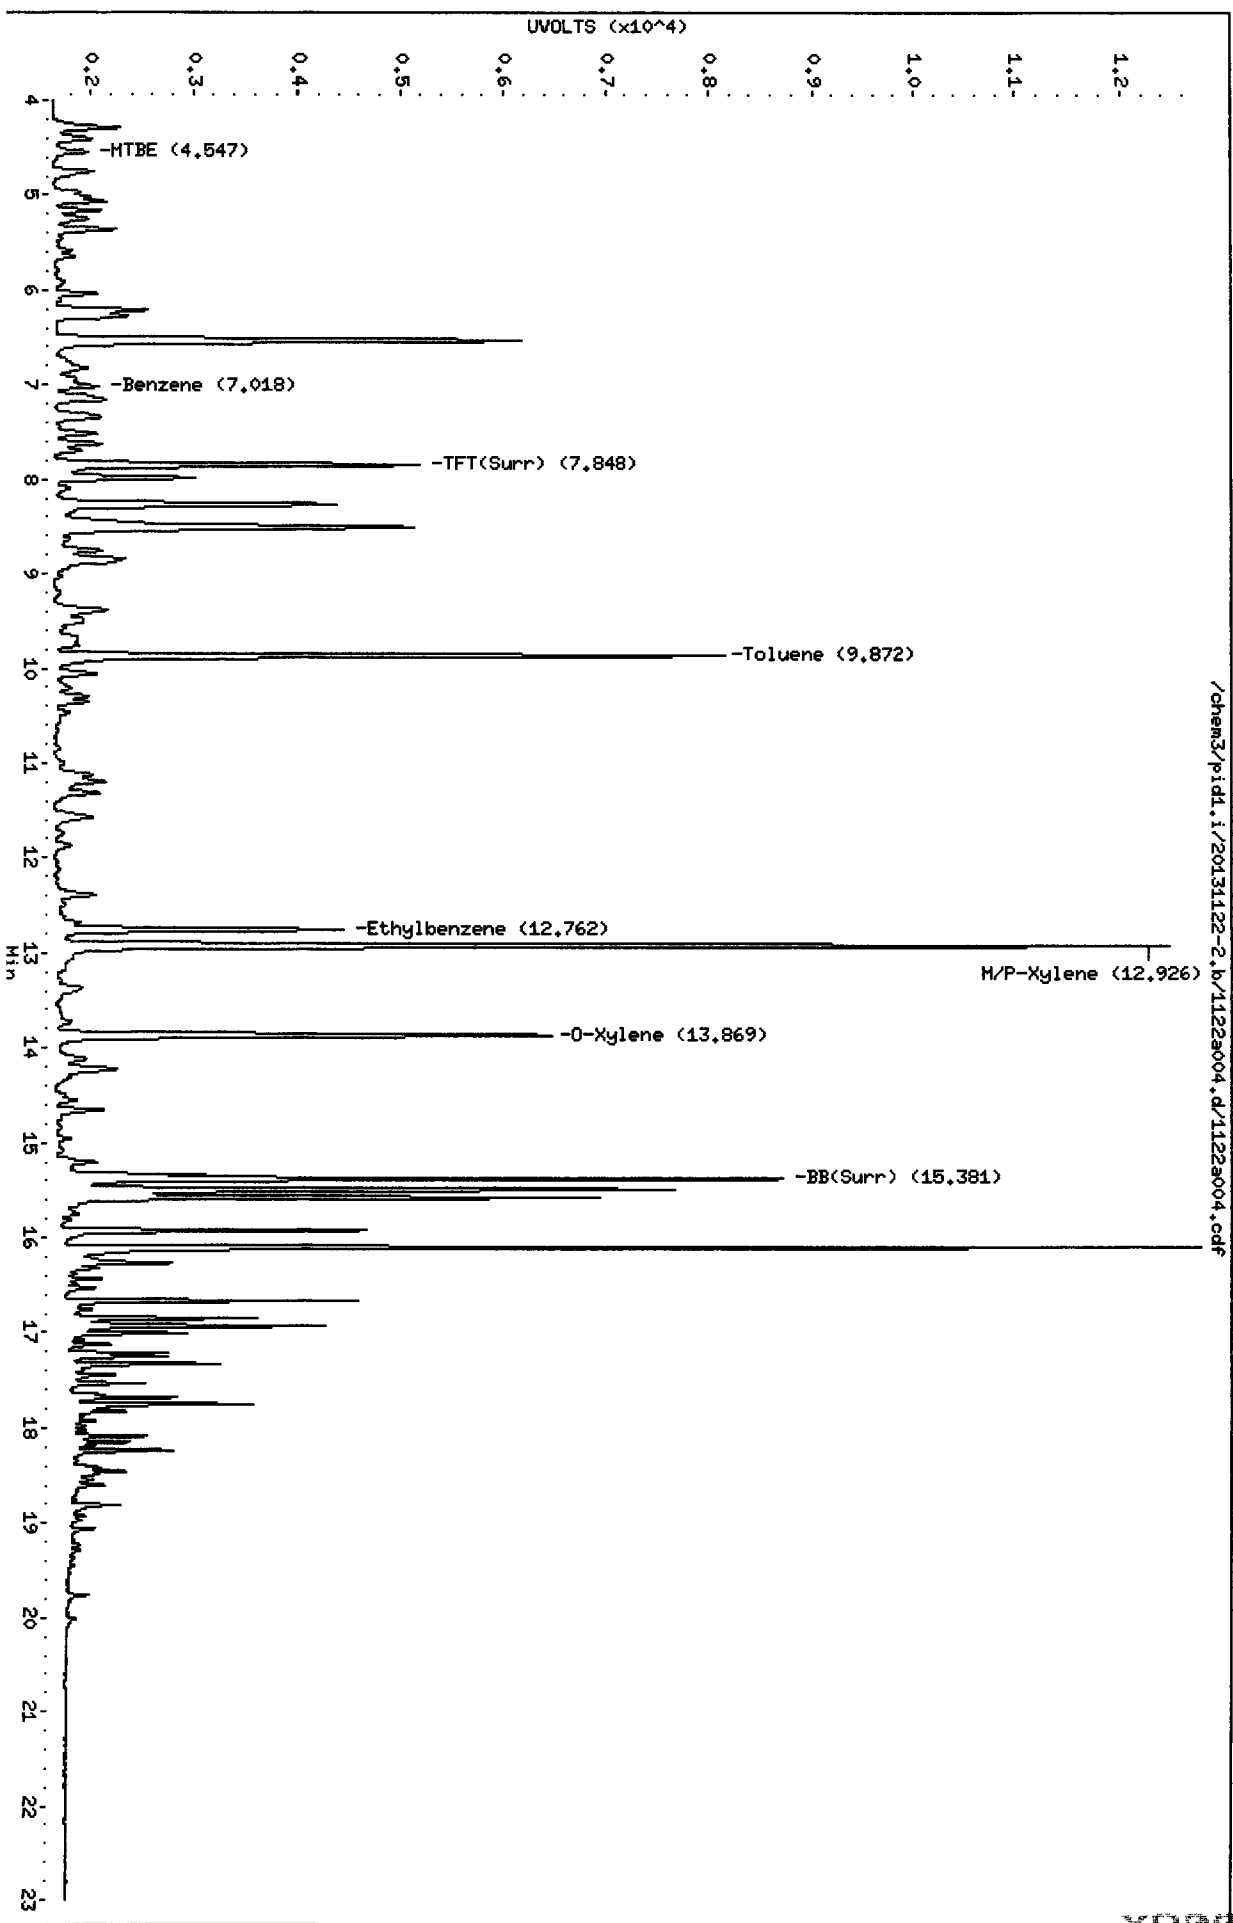 /chem3/pid1.i/20131122-2.b/1122a004.d/1122a004.cdf
UVOLTS (x10^4)
1.2
1.1
1.0
0.9
0.8
0.7
0.6
0.5
0.4
0.3
0.2
-MTBE (4.547)
-Benzene (7.018)
-TFT(Surr) (7.848)
-Toluene (9.872)
-Ethylbenzene (12.762)
M/P-Xylene (12.926)
-O-Xylene (13.869)
-BB(Surr) (15.381)
4 5 6 7 8 9 10 11 12 13 14 15 16 17 18 19 20 21 22 23
Min